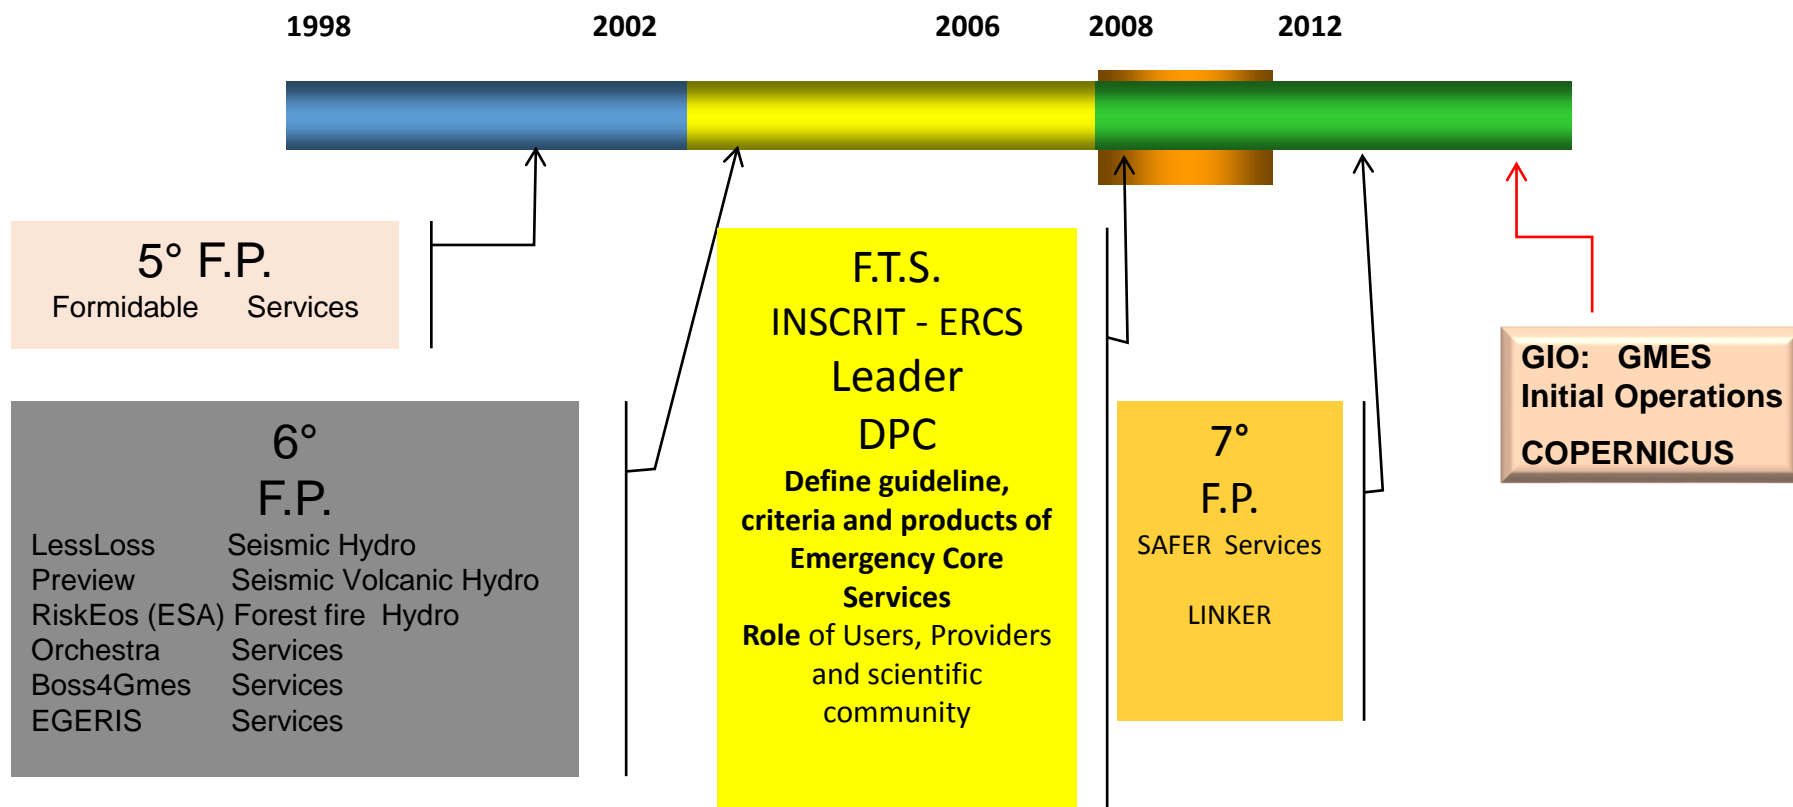 1998 2002 2006 2008 2012
5° F.P.
Formidable Services
6°
F.P.
LessLoss Seismic Hydro
Preview Seismic Volcanic Hydro
RiskEos (ESA) Forest fire Hydro
Orchestra Services
Boss4Gmes Services
EGERIS Services
F.T.S.
INSCRIT - ERCS
Leader
DPC
Define guideline,
criteria and products of
Emergency Core
Services
Role of Users, Providers
and scientific
community
7°
F.P.
SAFER Services
LINKER
GIO: GMES
Initial Operations
COPERNICUS